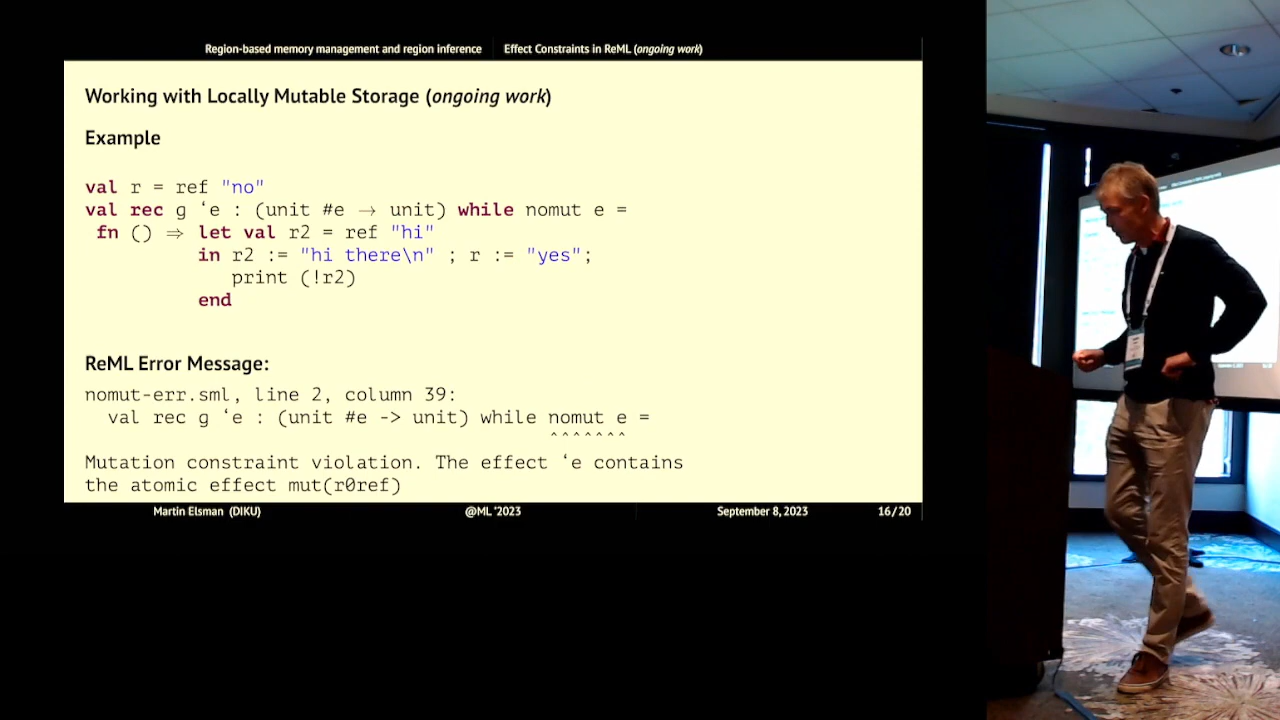 Region-based memory management and region inference Effect Constraints in ReML (ongoing work)
Working with Locally Mutable Storage (ongoing work)
Example
val r = ref "no"
val rec g ‘e : (unit #e → unit) while nomut e =
fn () ⇒ let val r2 = ref "hi"
in r2 := "hi there\n" ; r := "yes";
print (!r2)
end
ReML Error Message:
nomut-err.sml, line 2, column 39:
val rec g ‘e : (unit #e -> unit) while nomut e =
^^^^^^^
Mutation constraint violation. The effect ‘e contains
the atomic effect mut(r0ref)
Martin Elsman (DIKU) @ML '2023 September 8, 2023 16/20